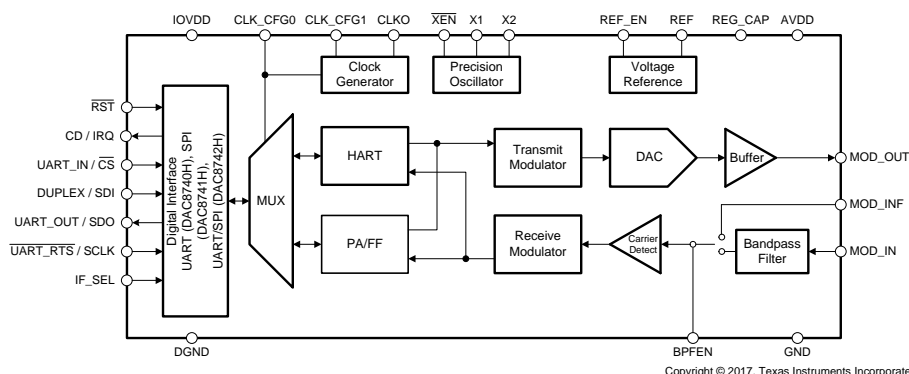 IOVDD CLK_CFG0 CLK_CFG1 CLKO XEN X1 X2 REF_EN REF REG_CAP AVDD
Clock
Generator
Precision
Oscillator
Voltage
Reference
RST
CD / IRQ
UART_IN / CS
DUPLEX / SDI
UART_OUT / SDO
UART_RTS / SCLK
IF_SEL
Digital Interface
UART (DAC8740H), SPI
(DAC8741H),
UART/SPI (DAC8742H)
MUX
HART
PA/FF
Transmit
Modulator
DAC
Buffer
Receive
Modulator
Carrier
Detect
Bandpass
Filter
MOD_OUT
MOD_INF
MOD_IN
DGND
BPFEN
GND
Copyright © 2017, Texas Instruments Incorporate